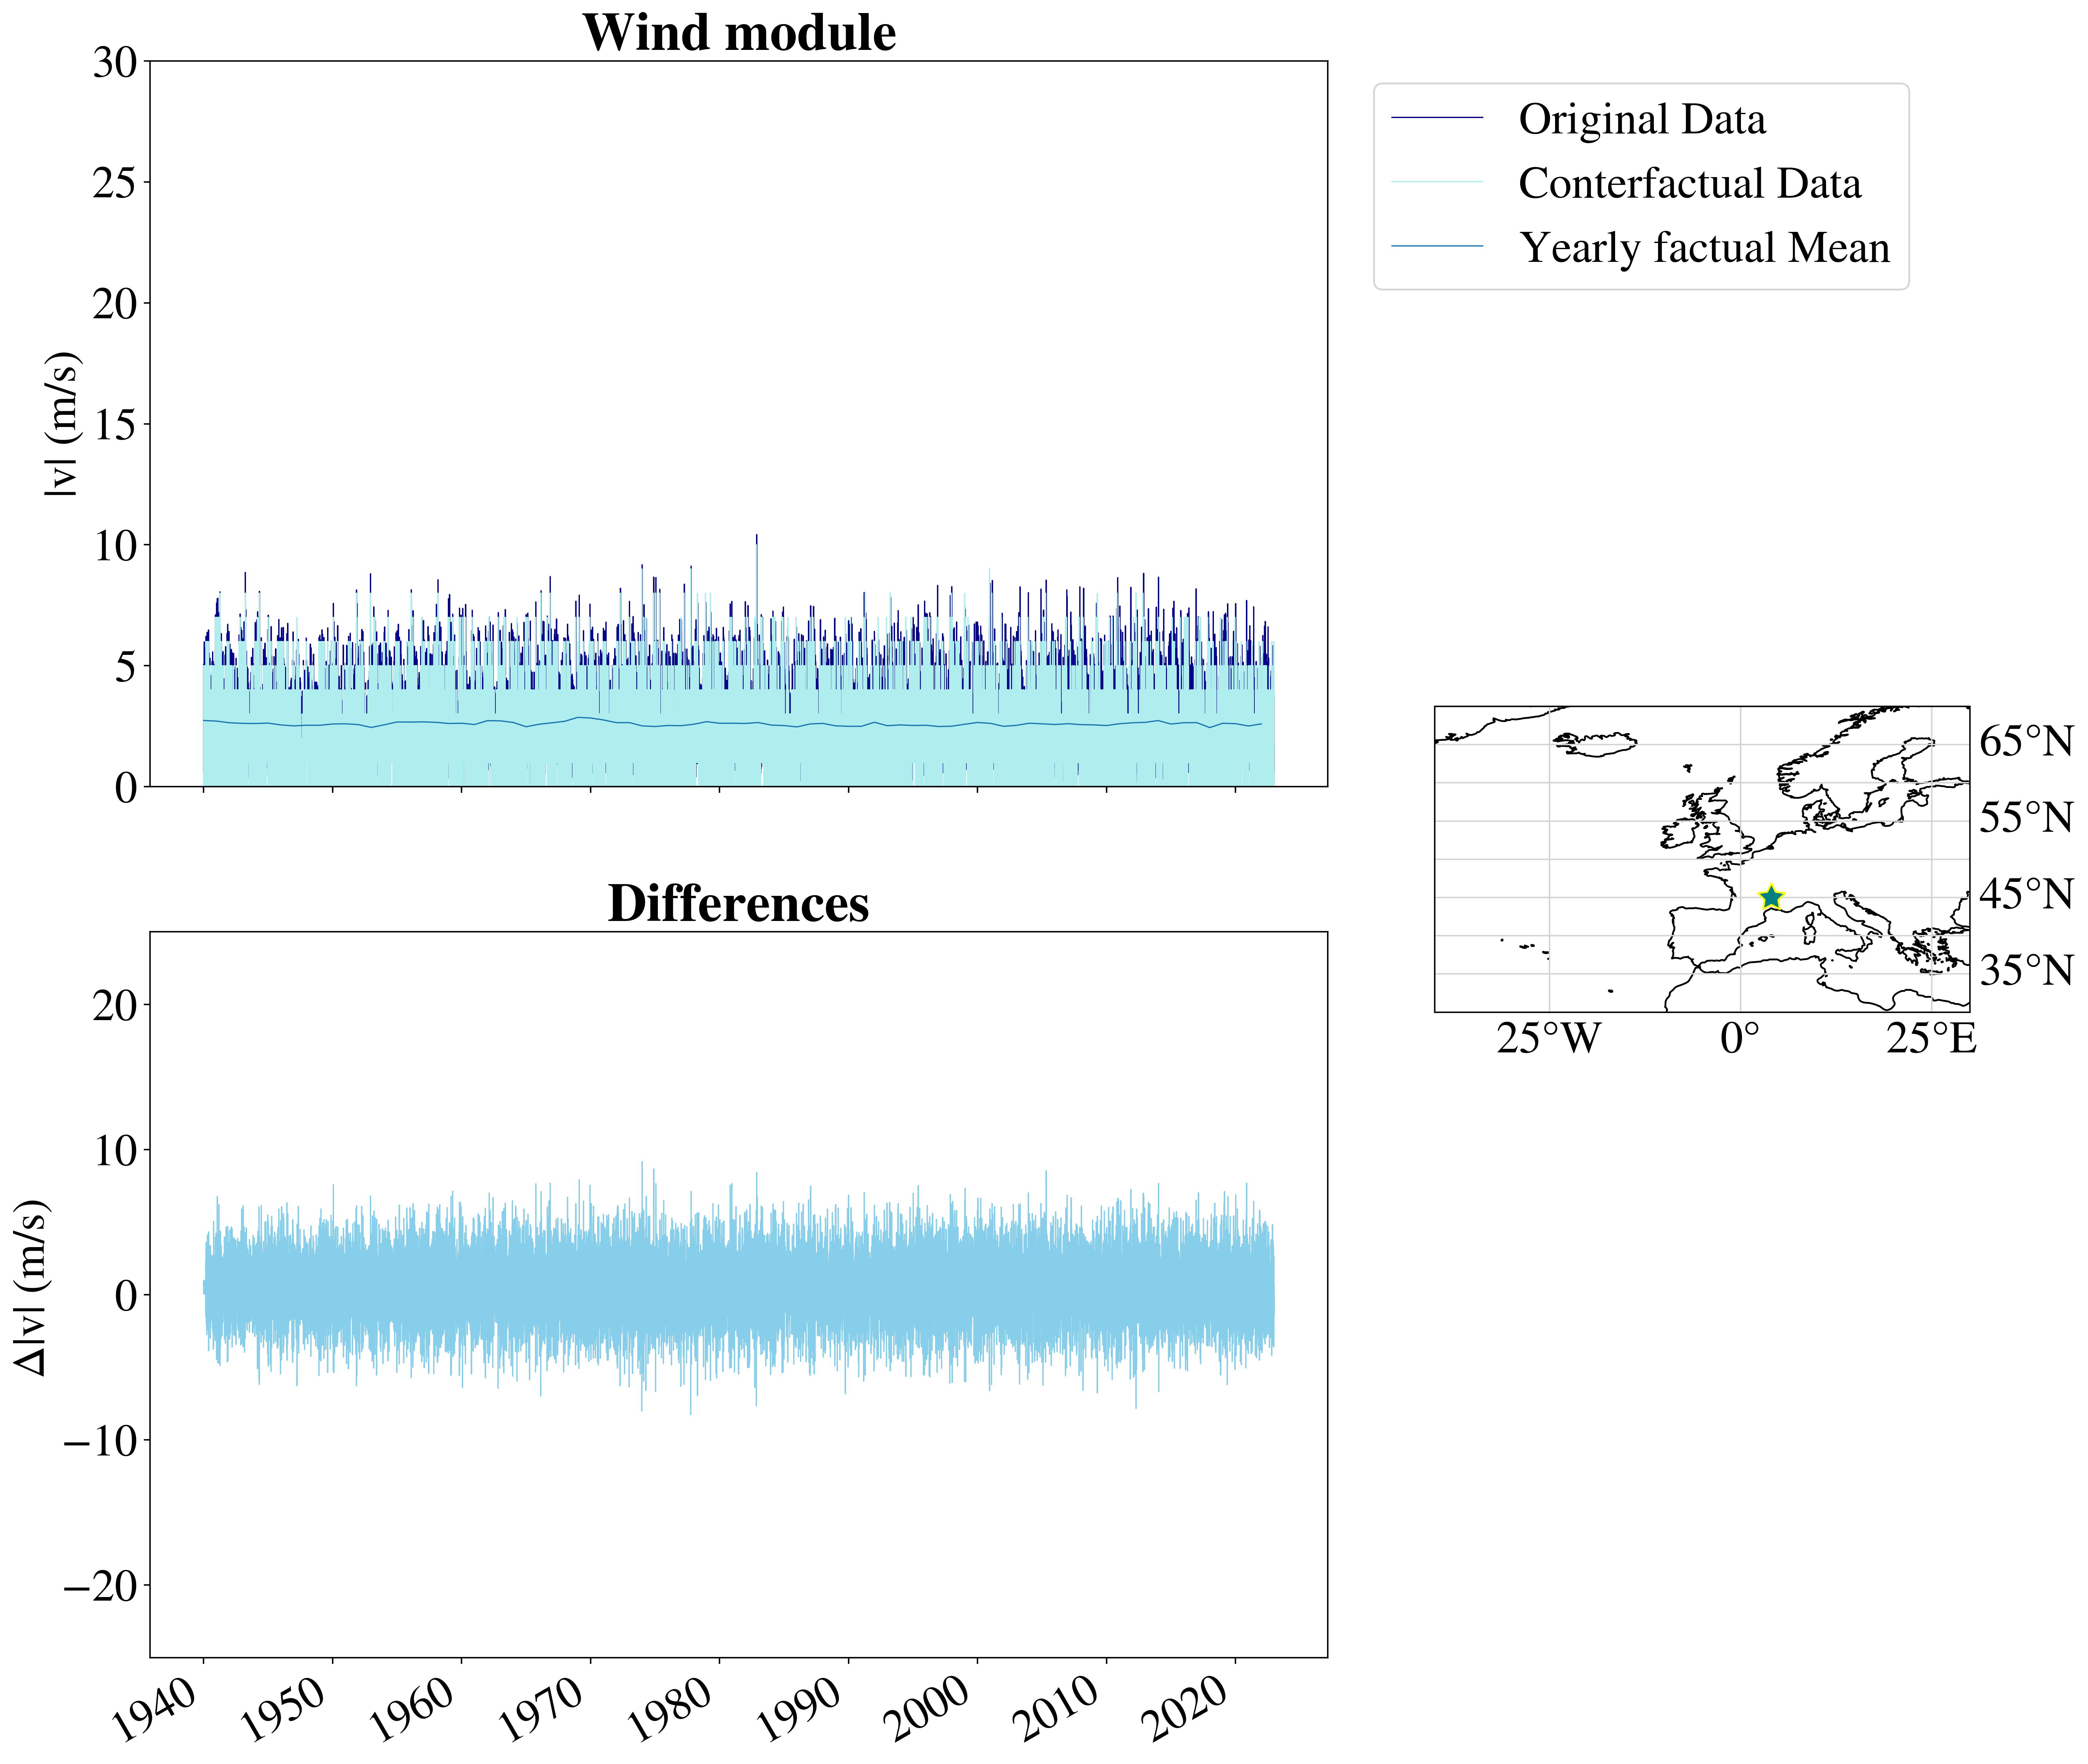 Wind module
30
25
20
15
10
5
0
|v| (m/s)
Original Data
Conterfactual Data
Yearly factual Mean
65°N
55°N
45°N
35°N
25°W 0° 25°E
Differences
20
10
0
−10
−20
Δ|v| (m/s)
1940 1950 1960 1970 1980 1990 2000 2010 2020